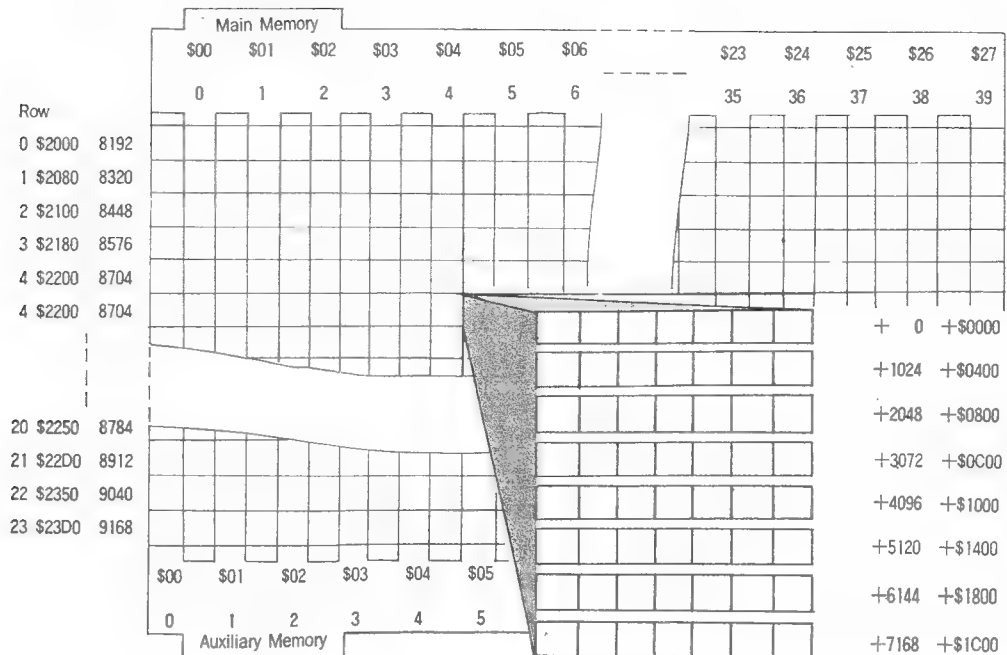 Main Memory
$00 $01 $02 $03 $04 $05 $06 $23 $24 $25 $26 $27
0 1 2 3 4 5 6 35 36 37 38 39
Row
0 $2000 8192
1 $2080 8320
2 $2100 8448
3 $2180 8576
4 $2200 8704
4 $2200 8704
+ 0 +$0000
+1024 +$0400
+2048 +$0800
20 $2250 8784
21 $22D0 8912
+3072 +$0C00
22 $2350 9040
+4096 +$1000
23 $23D0 9168
+5120 +$1400
$00 $01 $02 $03 $04 $05
+6144 +$1800
0 1 2 3 4 5
Auxiliary Memory
+7168 +$1C00